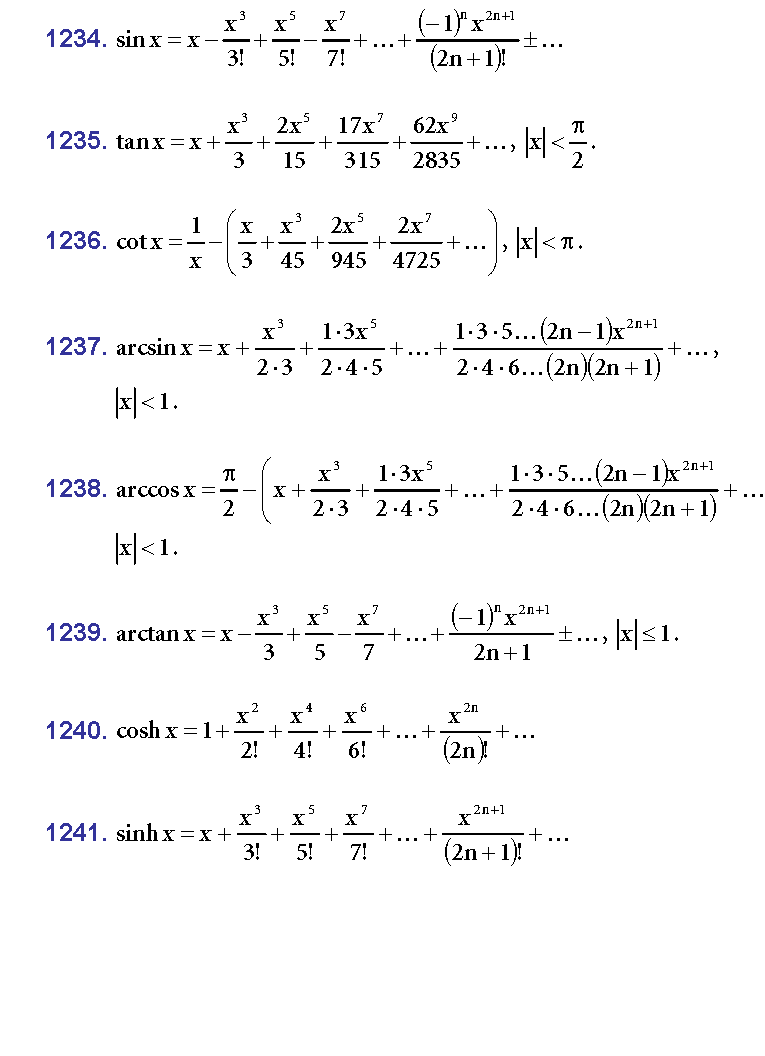 1234. sin x = x − x³/3! + x⁵/5! − x⁷/7! + … + (−1)ⁿx²ⁿ⁺¹/(2n+1)! ± …
1235. tan x = x + x³/3 + 2x⁵/15 + 17x⁷/315 + 62x⁹/2835 + …, |x| < π/2.
1236. cot x = 1/x − (x/3 + x³/45 + 2x⁵/945 + 2x⁷/4725 + …), |x| < π.
1237. arcsin x = x + x³/(2·3) + 1·3x⁵/(2·4·5) + … + 1·3·5…(2n−1)x²ⁿ⁺¹/(2·4·6…(2n)(2n+1)) + …,
|x| < 1.
1238. arccos x = π/2 − (x + x³/(2·3) + 1·3x⁵/(2·4·5) + … + 1·3·5…(2n−1)x²ⁿ⁺¹/(2·4·6…(2n)(2n+1)) + …
|x| < 1.
1239. arctan x = x − x³/3 + x⁵/5 − x⁷/7 + … + (−1)ⁿx²ⁿ⁺¹/(2n+1) ± …, |x| ≤ 1.
1240. cosh x = 1 + x²/2! + x⁴/4! + x⁶/6! + … + x²ⁿ/(2n)! + …
1241. sinh x = x + x³/3! + x⁵/5! + x⁷/7! + … + x²ⁿ⁺¹/(2n+1)! + …